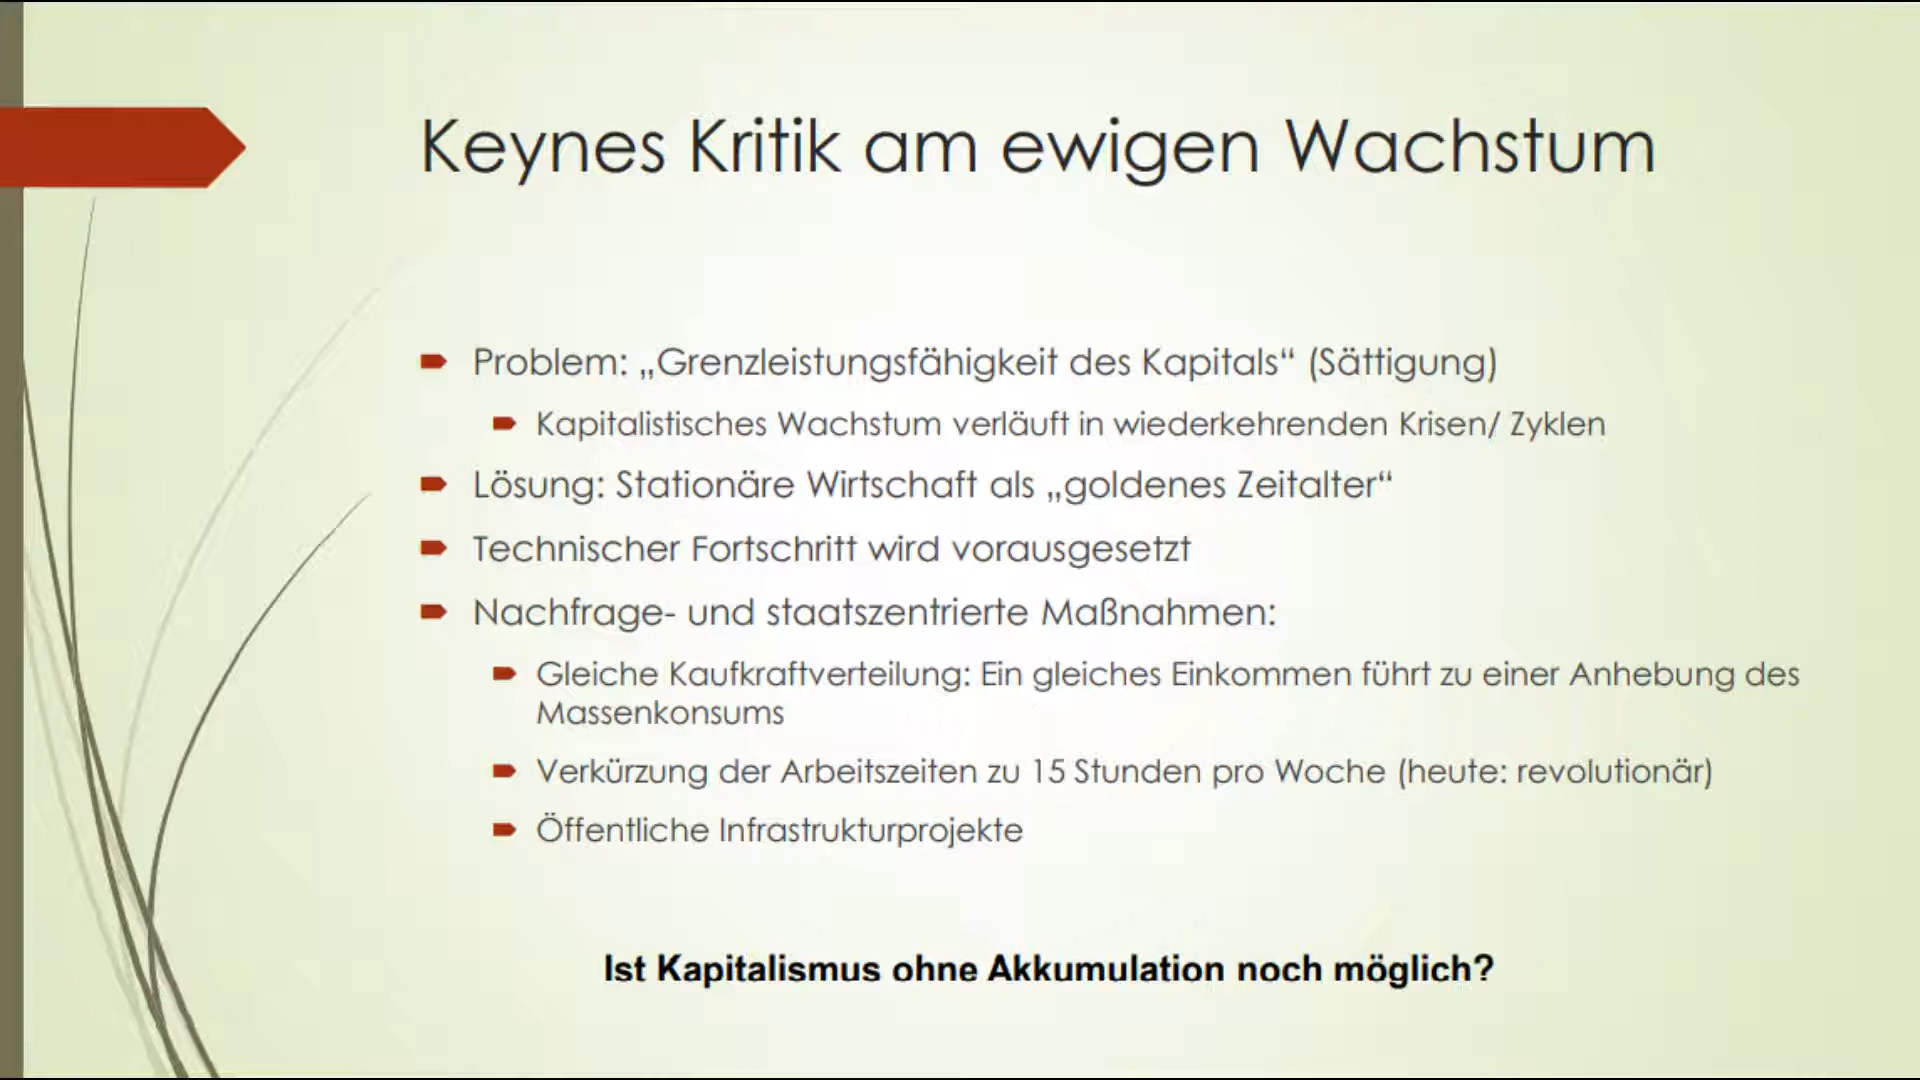 Keynes Kritik am ewigen Wachstum
Problem: „Grenzleistungsfähigkeit des Kapitals“ (Sättigung)
Kapitalistisches Wachstum verläuft in wiederkehrenden Krisen/ Zyklen
Lösung: Stationäre Wirtschaft als „goldenes Zeitalter“
Technischer Fortschritt wird vorausgesetzt
Nachfrage- und staatszentrierte Maßnahmen:
Gleiche Kaufkraftverteilung: Ein gleiches Einkommen führt zu einer Anhebung des
Massenkonsums
Verkürzung der Arbeitszeiten zu 15 Stunden pro Woche (heute: revolutionär)
Öffentliche Infrastrukturprojekte
Ist Kapitalismus ohne Akkumulation noch möglich?